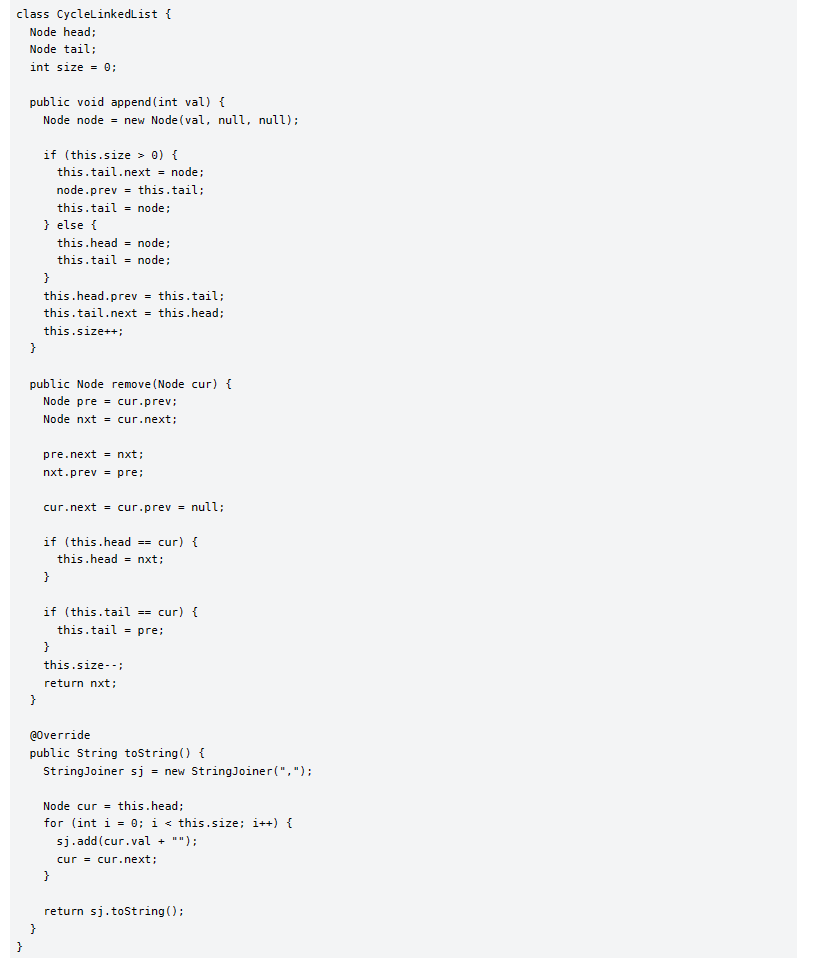 class CycleLinkedList {
  Node head;
  Node tail;
  int size = 0;

  public void append(int val) {
    Node node = new Node(val, null, null);

    if (this.size > 0) {
      this.tail.next = node;
      node.prev = this.tail;
      this.tail = node;
    } else {
      this.head = node;
      this.tail = node;
    }
    this.head.prev = this.tail;
    this.tail.next = this.head;
    this.size++;
  }

  public Node remove(Node cur) {
    Node pre = cur.prev;
    Node nxt = cur.next;

    pre.next = nxt;
    nxt.prev = pre;

    cur.next = cur.prev = null;

    if (this.head == cur) {
      this.head = nxt;
    }

    if (this.tail == cur) {
      this.tail = pre;
    }
    this.size--;
    return nxt;
  }

  @Override
  public String toString() {
    StringJoiner sj = new StringJoiner(",");

    Node cur = this.head;
    for (int i = 0; i < this.size; i++) {
      sj.add(cur.val + "");
      cur = cur.next;
    }

    return sj.toString();
  }
}